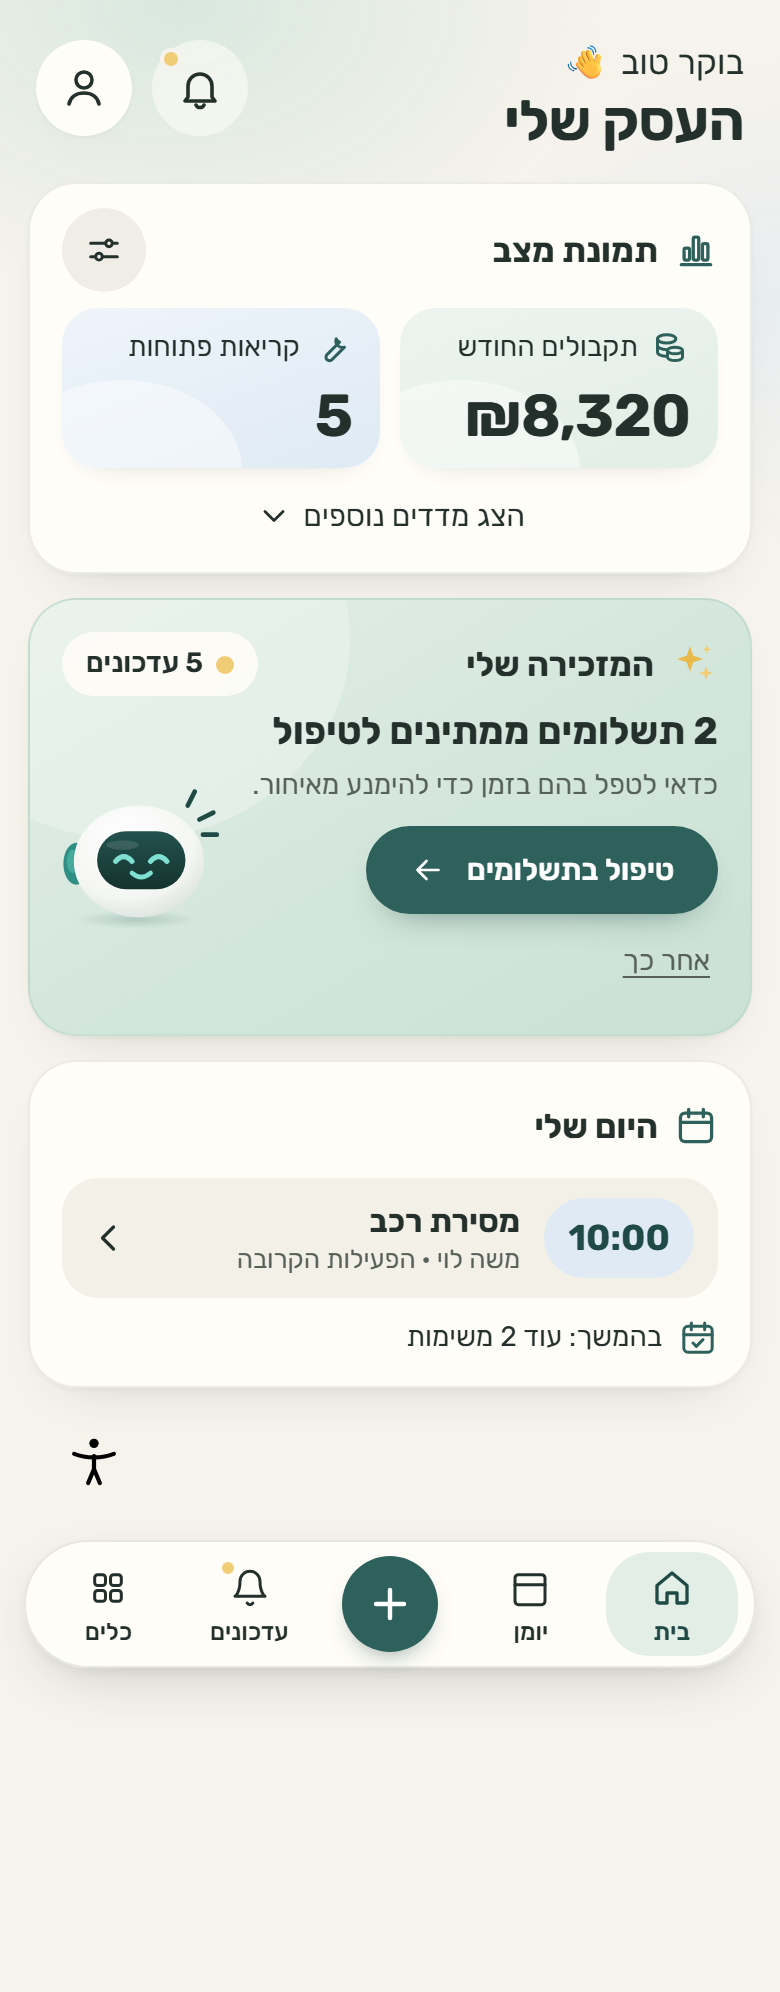 בוקר טוב 👋
העסק שלי
תמונת מצב
תקבולים החודש
₪8,320
קריאות פתוחות
5
הצג מדדים נוספים
המזכירה שלי
5 עדכונים
2 תשלומים ממתינים לטיפול
כדאי לטפל בהם בזמן כדי להימנע מאיחור.
טיפול בתשלומים
אחר כך
היום שלי
10:00
מסירת רכב
משה לוי • הפעילות הקרובה
בהמשך: עוד 2 משימות
בית
יומן
עדכונים
כלים